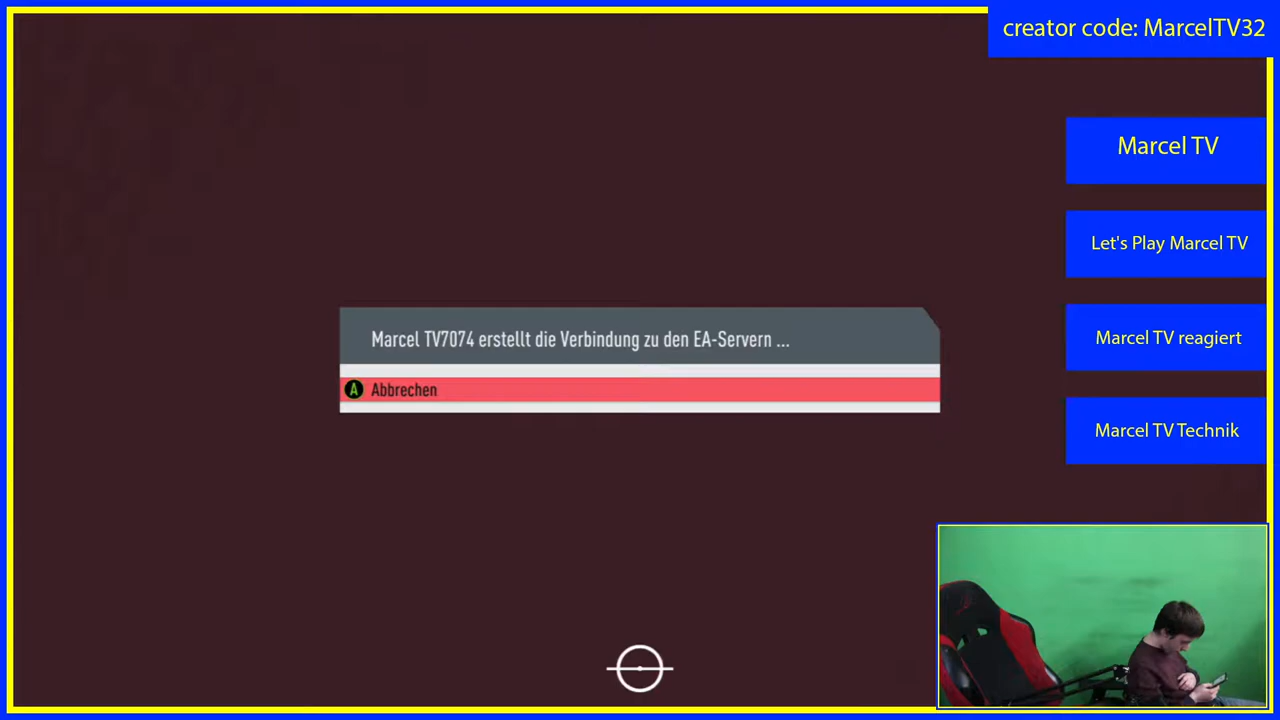 creator code: MarcelTV32
Marcel TV
Let's Play Marcel TV
Marcel TV7074 erstellt die Verbindung zu den EA-Servern ...
Marcel TV reagiert
A Abbrechen
Marcel TV Technik